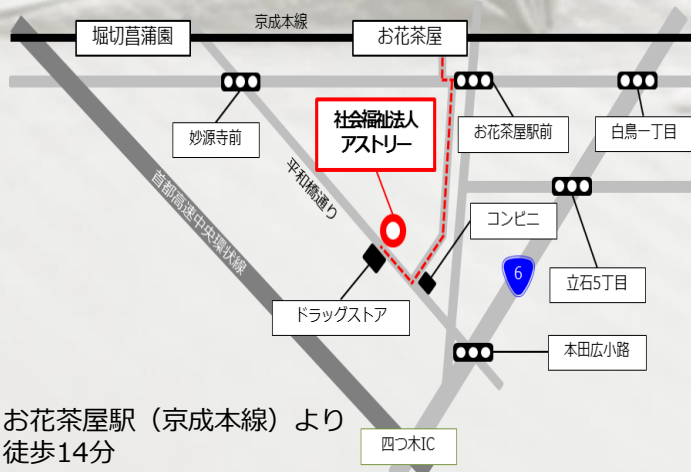 京成本線
堀切菖蒲園
お花茶屋
妙源寺前
社会福祉法人
アストリー
お花茶屋駅前
白鳥一丁目
平和橋通り
首都高速中央環状線
コンビニ
6
立石5丁目
ドラッグストア
本田広小路
お花茶屋駅（京成本線）より
徒歩14分
四つ木IC